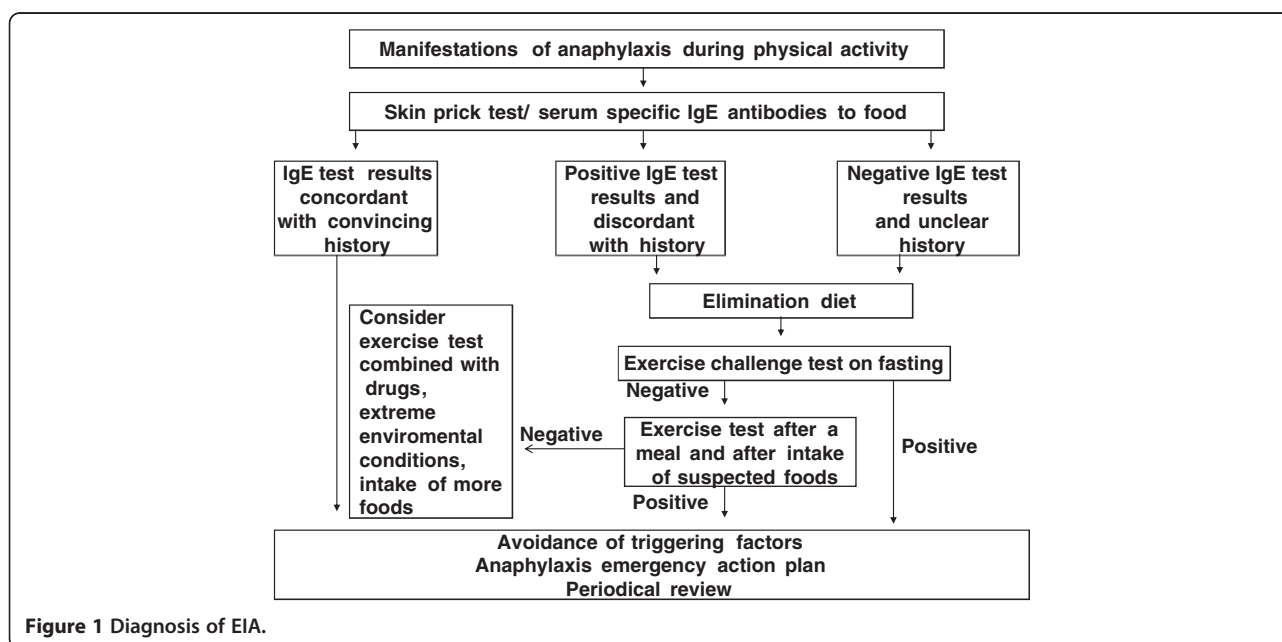 Manifestations of anaphylaxis during physical activity
Skin prick test/ serum specific IgE antibodies to food
IgE test results
concordant
with convincing
history
Positive IgE test
results and
discordant
with history
Negative IgE test
results
and unclear
history
Elimination diet
Consider
exercise test
combined with
drugs,
extreme
enviromental
conditions,
intake of more
foods
Exercise challenge test on fasting
Negative
Exercise test after a
meal and after intake
of suspected foods
Negative
Positive
Positive
Avoidance of triggering factors
Anaphylaxis emergency action plan
Periodical review
Figure 1 Diagnosis of EIA.